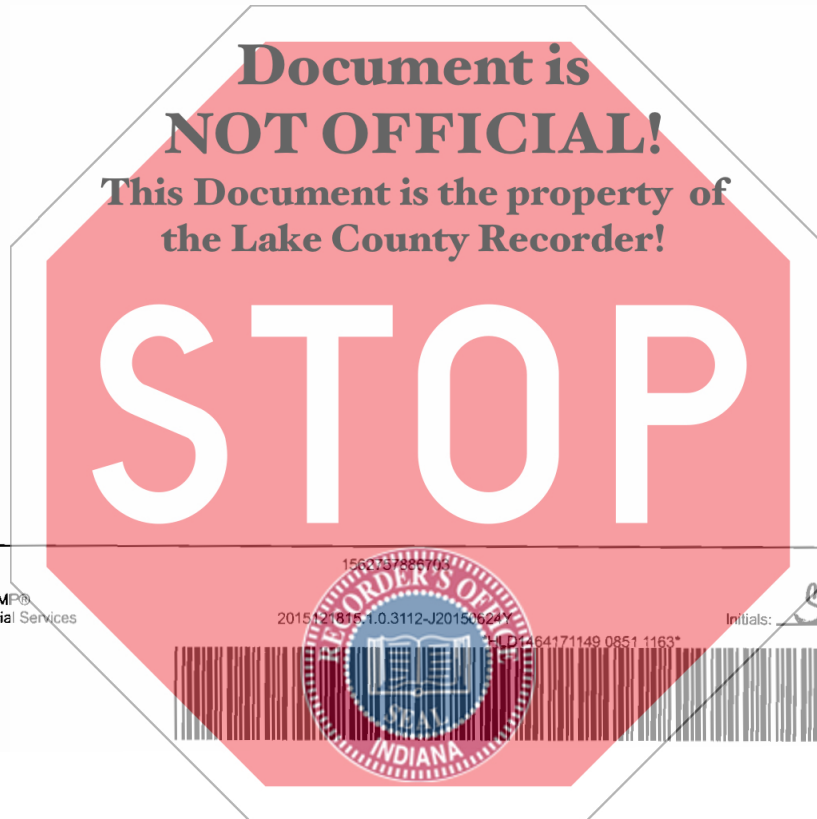 Document is
NOT OFFICIAL!
This Document is the property of
the Lake County Recorder!
STOP
1562757886703
MP®
ial Services
2015121815.1.0.3112-J20150624Y
Initials:
HLD1464171149 0851 1163*
RECORDER'S OFFICE
SEAL
INDIANA